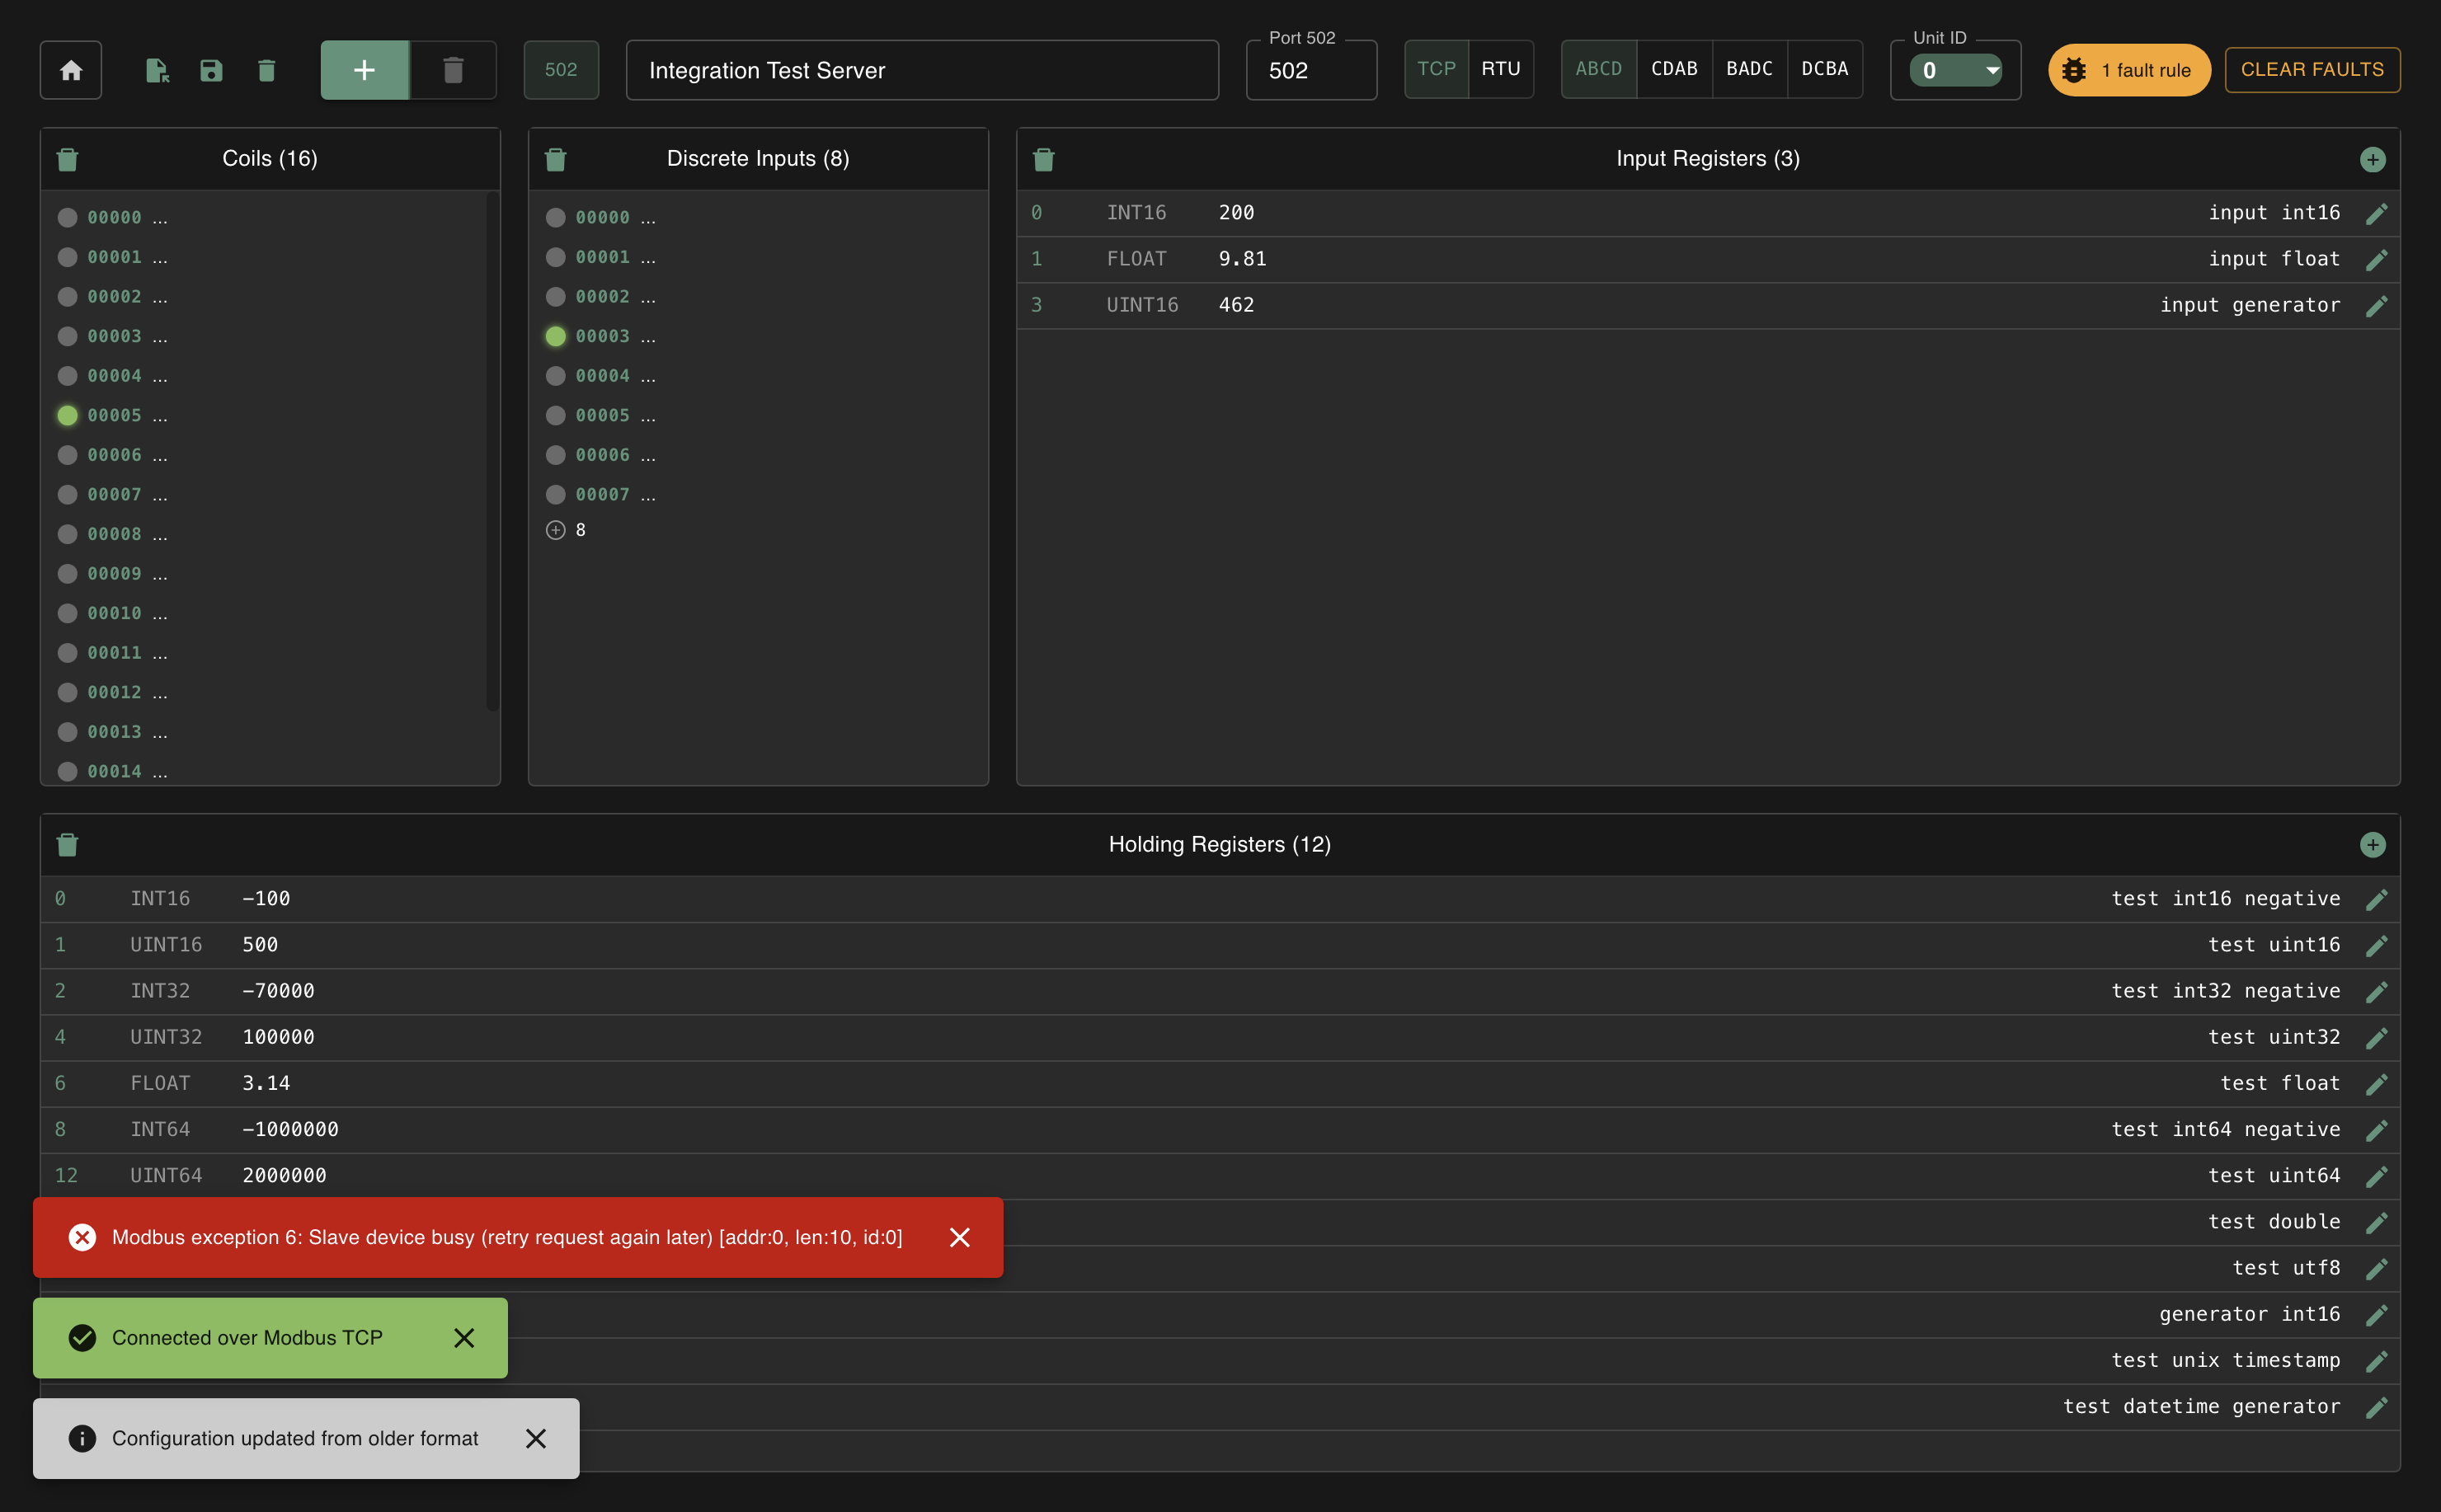 502
Integration Test Server
Port 502
502
TCP
RTU
ABCD
CDAB
BADC
DCBA
Unit ID
0
1 fault rule
CLEAR FAULTS
Coils (16)
00000 ...
00001 ...
00002 ...
00003 ...
00004 ...
00005 ...
00006 ...
00007 ...
00008 ...
00009 ...
00010 ...
00011 ...
00012 ...
00013 ...
00014 ...
Discrete Inputs (8)
00000 ...
00001 ...
00002 ...
00003 ...
00004 ...
00005 ...
00006 ...
00007 ...
8
Input Registers (3)
0 INT16 200 input int16
1 FLOAT 9.81 input float
3 UINT16 462 input generator
Holding Registers (12)
0 INT16 -100 test int16 negative
1 UINT16 500 test uint16
2 INT32 -70000 test int32 negative
4 UINT32 100000 test uint32
6 FLOAT 3.14 test float
8 INT64 -1000000 test int64 negative
12 UINT64 2000000 test uint64
test double
test utf8
generator int16
test unix timestamp
test datetime generator
Modbus exception 6: Slave device busy (retry request again later) [addr:0, len:10, id:0]
Connected over Modbus TCP
Configuration updated from older format